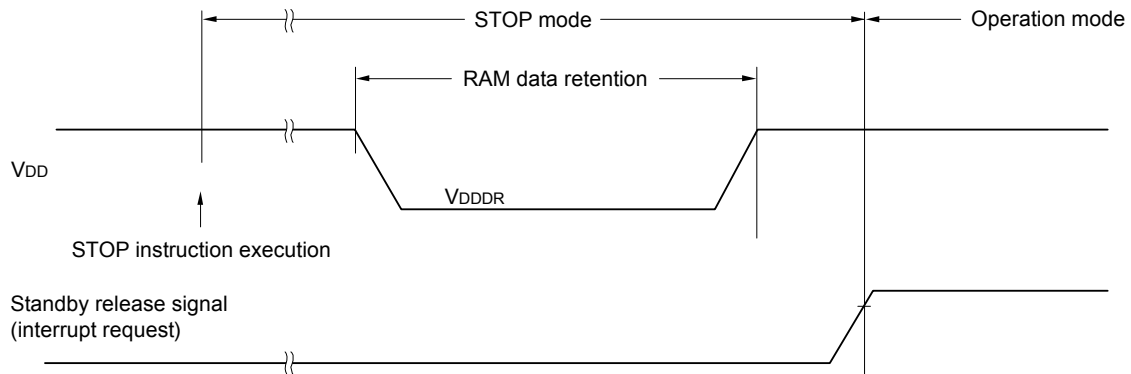 STOP mode
Operation mode
RAM data retention
VDD
VDDDR
STOP instruction execution
Standby release signal
(interrupt request)